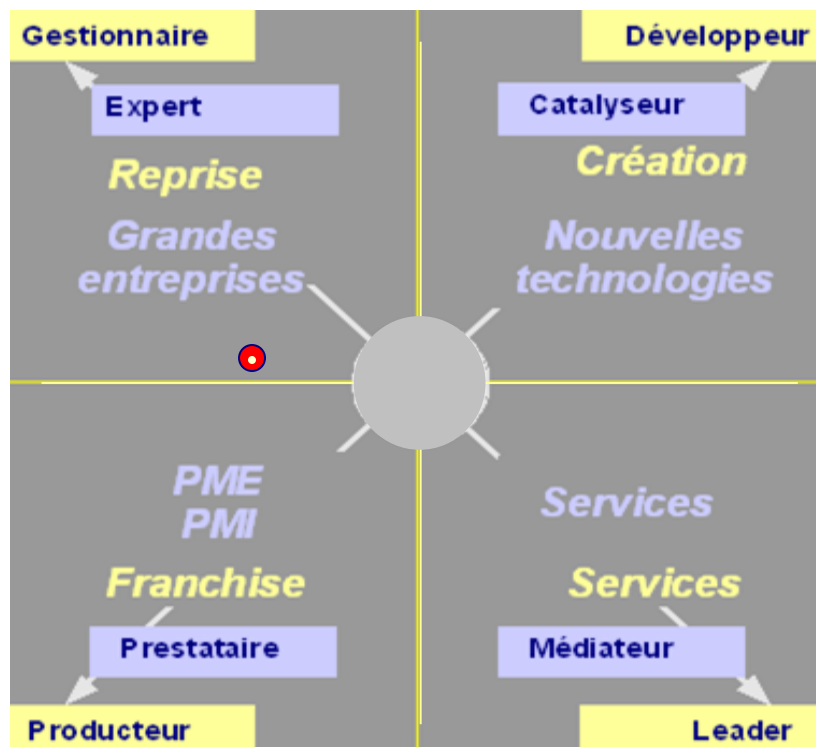 Gestionnaire
Développeur
Expert
Catalyseur
Reprise
Création
Grandes
entreprises
Nouvelles
technologies
PME
PMI
Services
Franchise
Services
Prestataire
Médiateur
Producteur
Leader